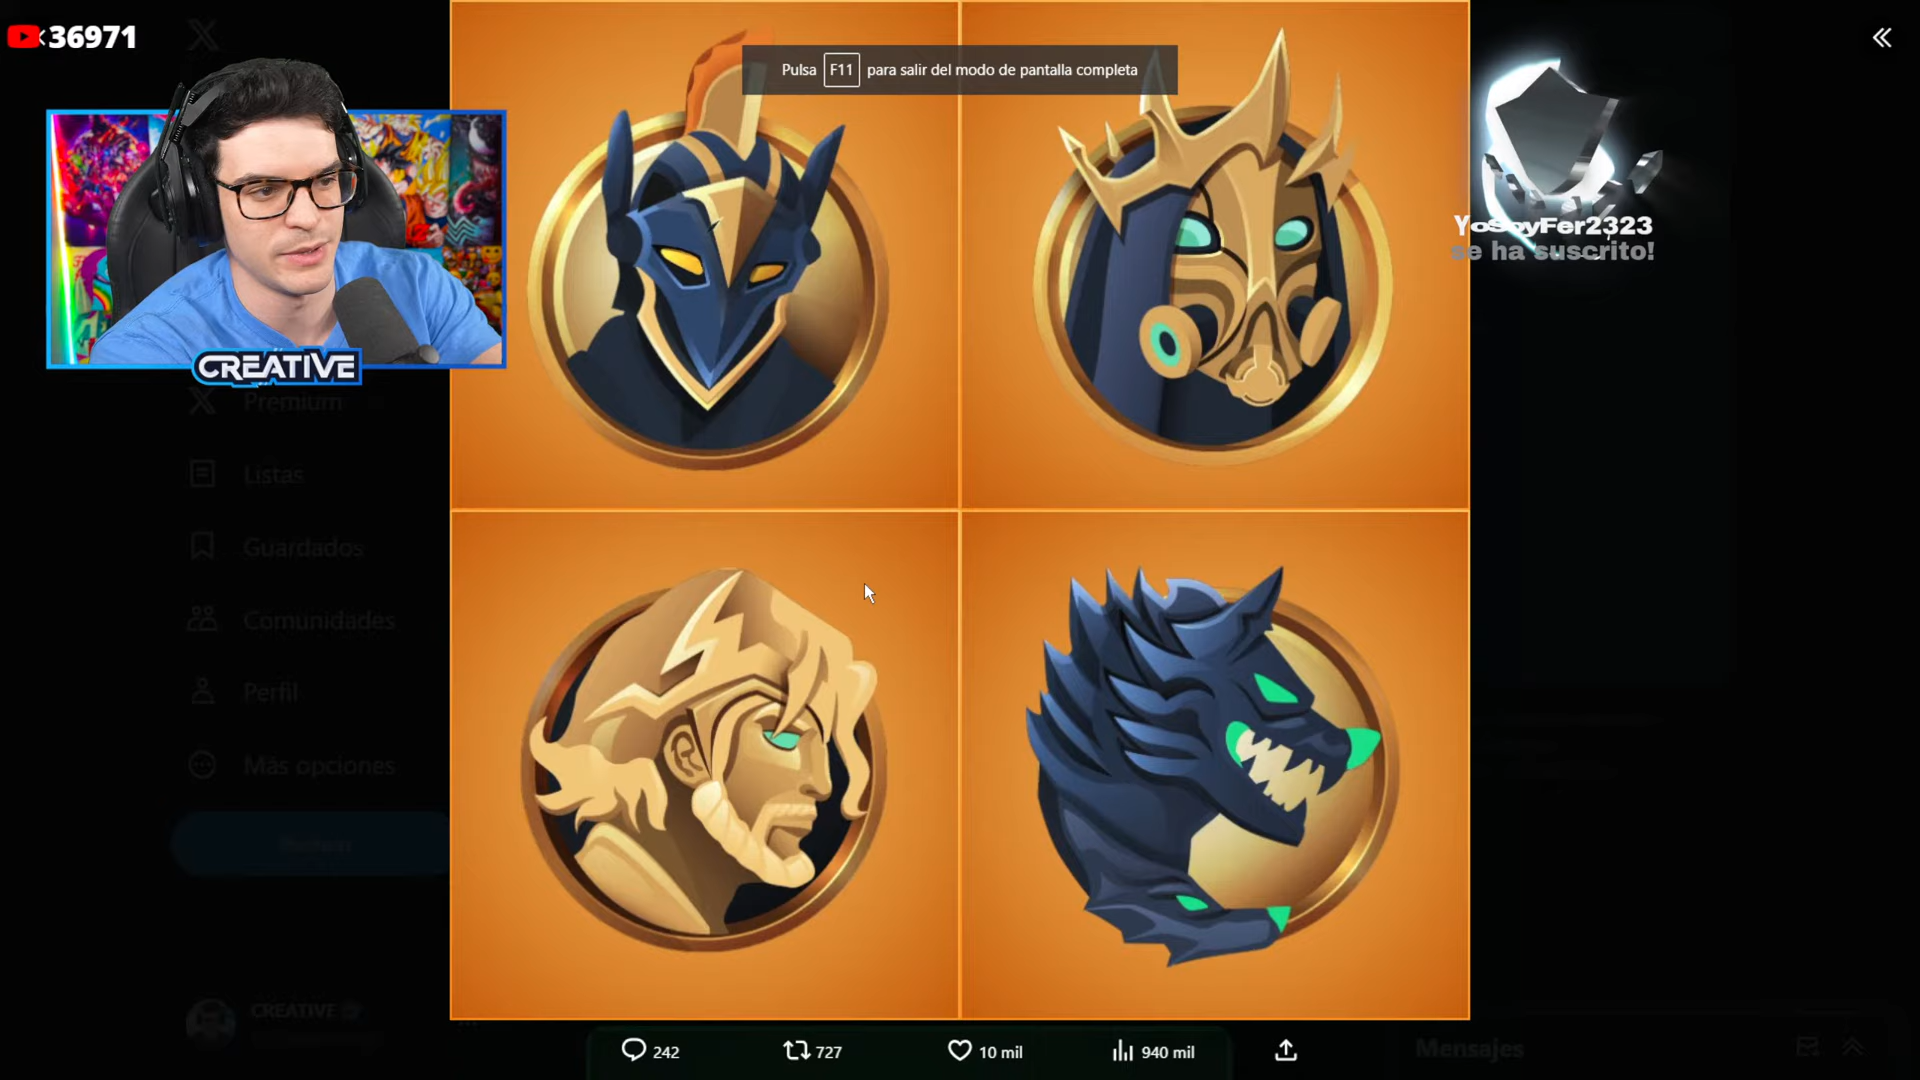 36971
Pulsa F11 para salir del modo de pantalla completa
YoSoyFer2323
se ha suscrito!
CREATIVE
Premium
Listas
Guardados
Comunidades
Perfil
Más opciones
CREATIVE
242
727
10 mil
940 mil
Mensajes